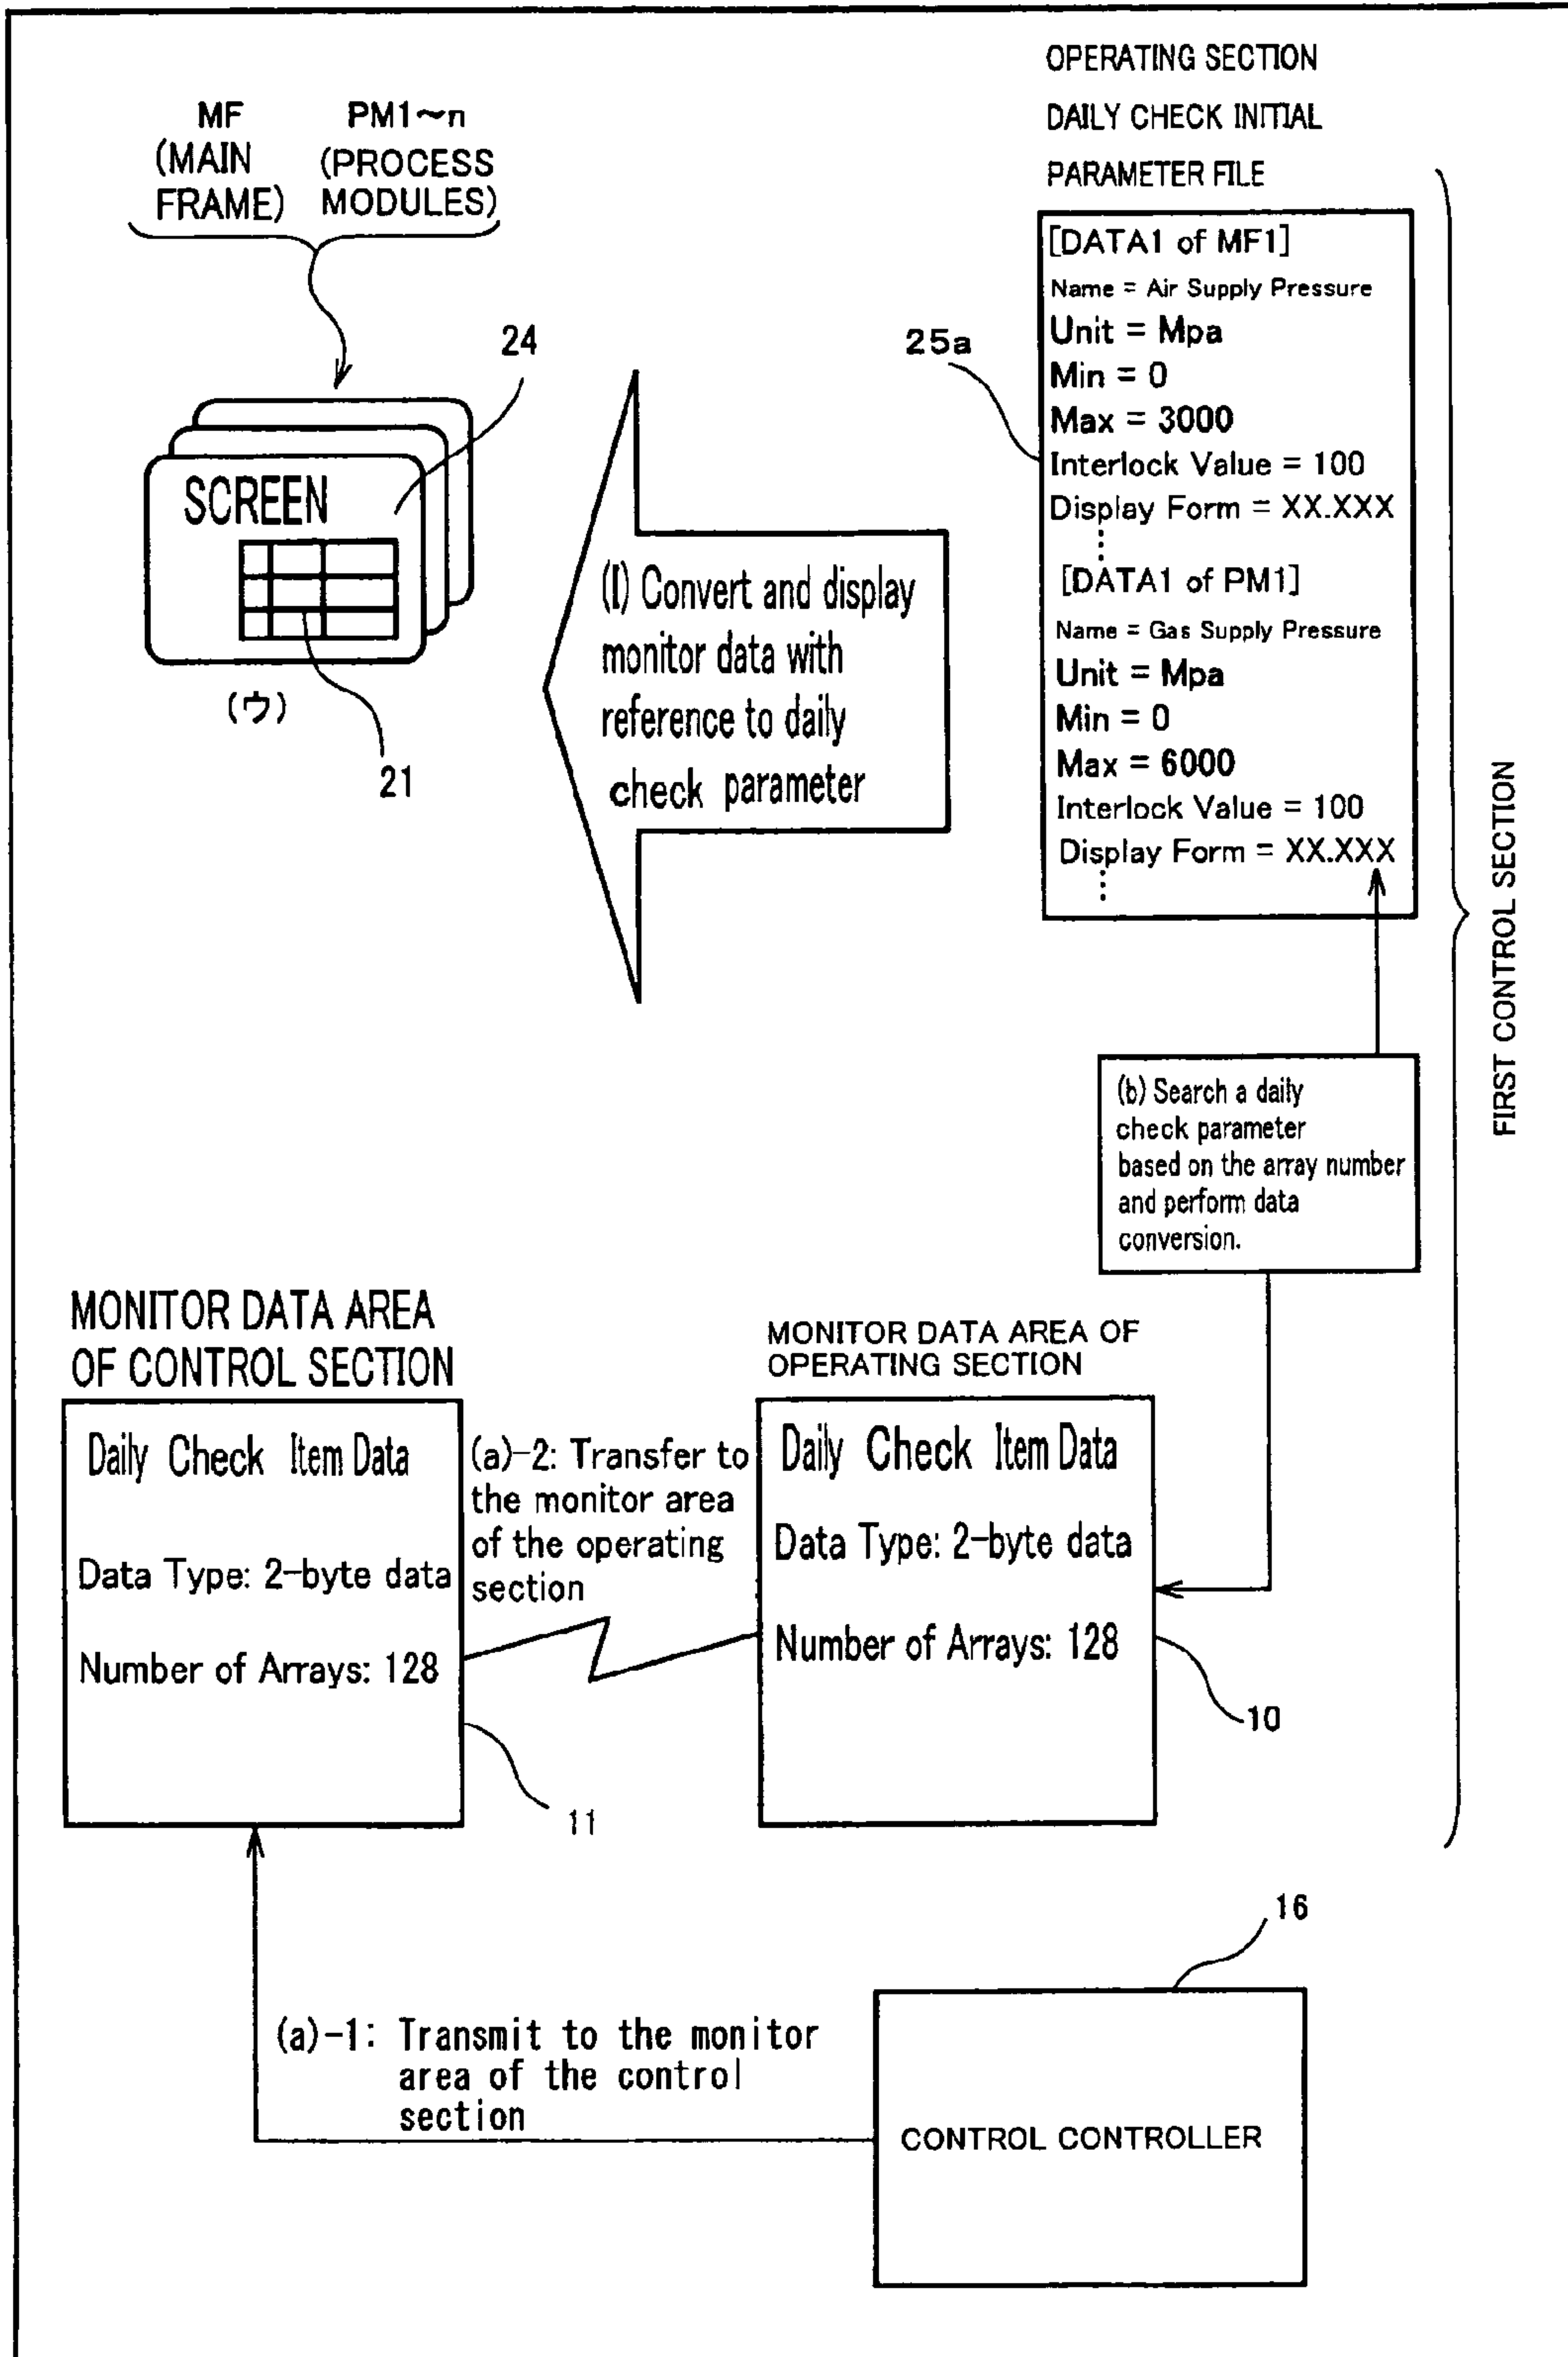 OPERATING SECTION
DAILY CHECK INITIAL
PARAMETER FILE
MF
(MAIN
FRAME)
PM1~n
(PROCESS
MODULES)
24
SCREEN
(ウ)
21
(I) Convert and display
monitor data with
reference to daily
check parameter
25a
[DATA1 of MF1]
Name = Air Supply Pressure
Unit = Mpa
Min = 0
Max = 3000
Interlock Value = 100
Display Form = XX.XXX
[DATA1 of PM1]
Name = Gas Supply Pressure
Unit = Mpa
Min = 0
Max = 6000
Interlock Value = 100
Display Form = XX.XXX
FIRST CONTROL SECTION
(b) Search a daily
check parameter
based on the array number
and perform data
conversion.
MONITOR DATA AREA
OF CONTROL SECTION
Daily Check Item Data
Data Type: 2-byte data
Number of Arrays: 128
11
(a)-2: Transfer to
the monitor area
of the operating
section
MONITOR DATA AREA OF
OPERATING SECTION
Daily Check Item Data
Data Type: 2-byte data
Number of Arrays: 128
10
16
(a)-1: Transmit to the monitor
area of the control
section
CONTROL CONTROLLER